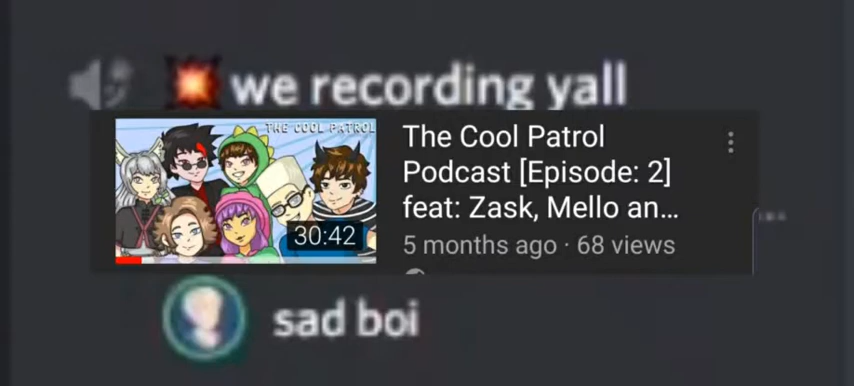 we recording yall
THE COOL PATROL
The Cool Patrol
Podcast [Episode: 2]
feat: Zask, Mello an...
30:42
5 months ago · 68 views
sad boi